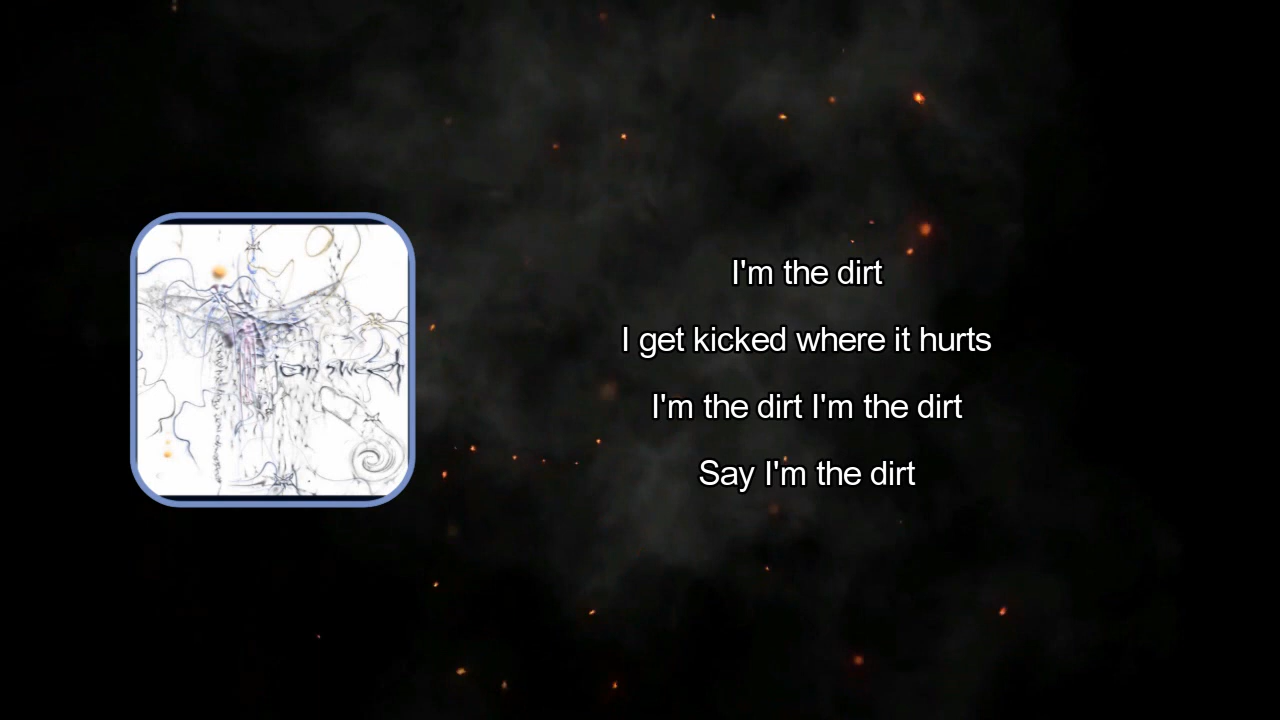 I'm the dirt
I get kicked where it hurts
I'm the dirt I'm the dirt
Say I'm the dirt